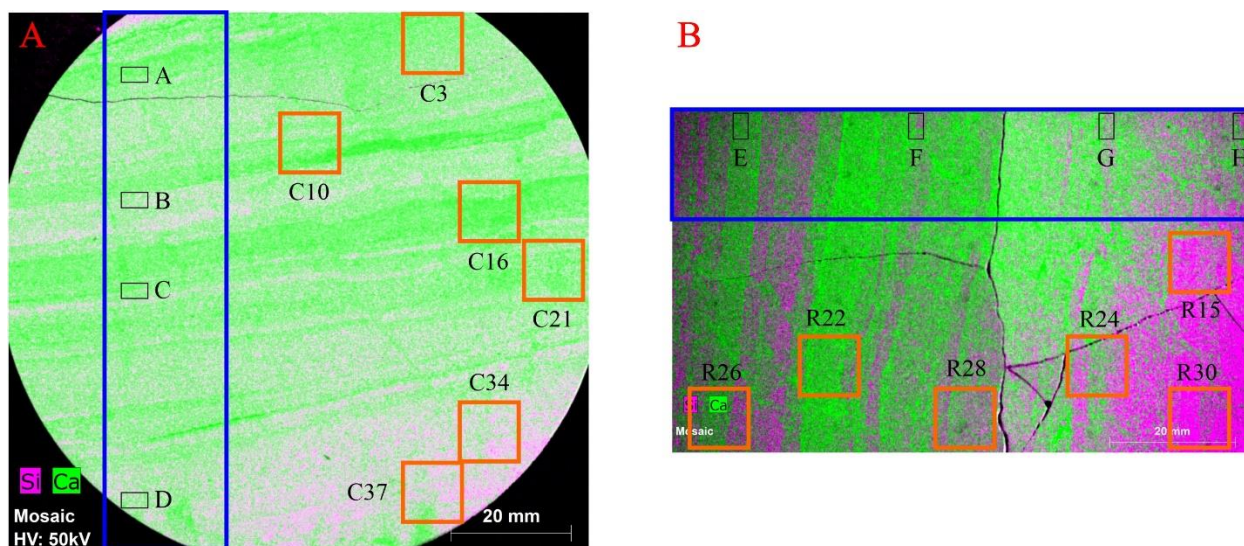 A
B
A
C3
C10
B
C16
C
C21
C34
C37
D
Si Ca
Mosaic
HV: 50kV
20 mm
E
F
G
H
R15
R22
R24
R26
R28
R30
Si Ca
Mosaic
20 mm